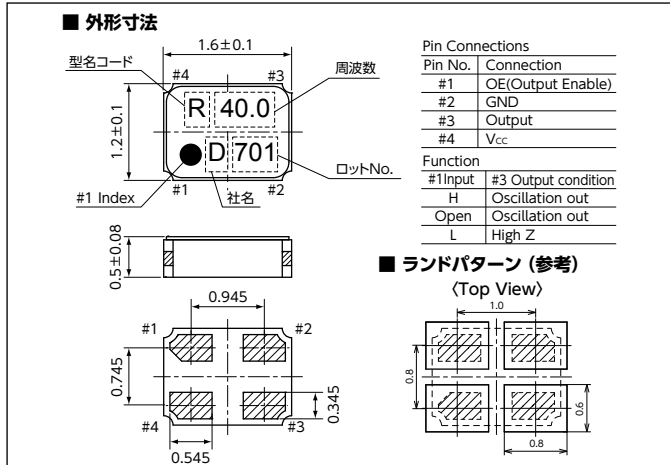 ■ 外形寸法
1.6±0.1
型名コード
#4
#3
周波数
R 40.0
1.2±0.1
D 701
ロットNo.
#1 Index
#1
社名
#2
0.5±0.08
0.945
#1
#2
0.745
0.345
#4
#3
0.545
Pin Connections
Pin No. Connection
#1 OE(Output Enable)
#2 GND
#3 Output
#4 Vcc
Function
#1Input #3 Output condition
H Oscillation out
Open Oscillation out
L High Z
■ ランドパターン (参考)
〈Top View〉
1.0
0.8
0.6
0.8